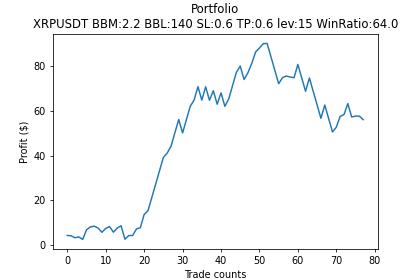 Portfolio
XRPUSDT BBM:2.2 BBL:140 SL:0.6 TP:0.6 lev:15 WinRatio:64.0
Profit ($)
80
60
40
20
0
0 10 20 30 40 50 60 70 80
Trade counts